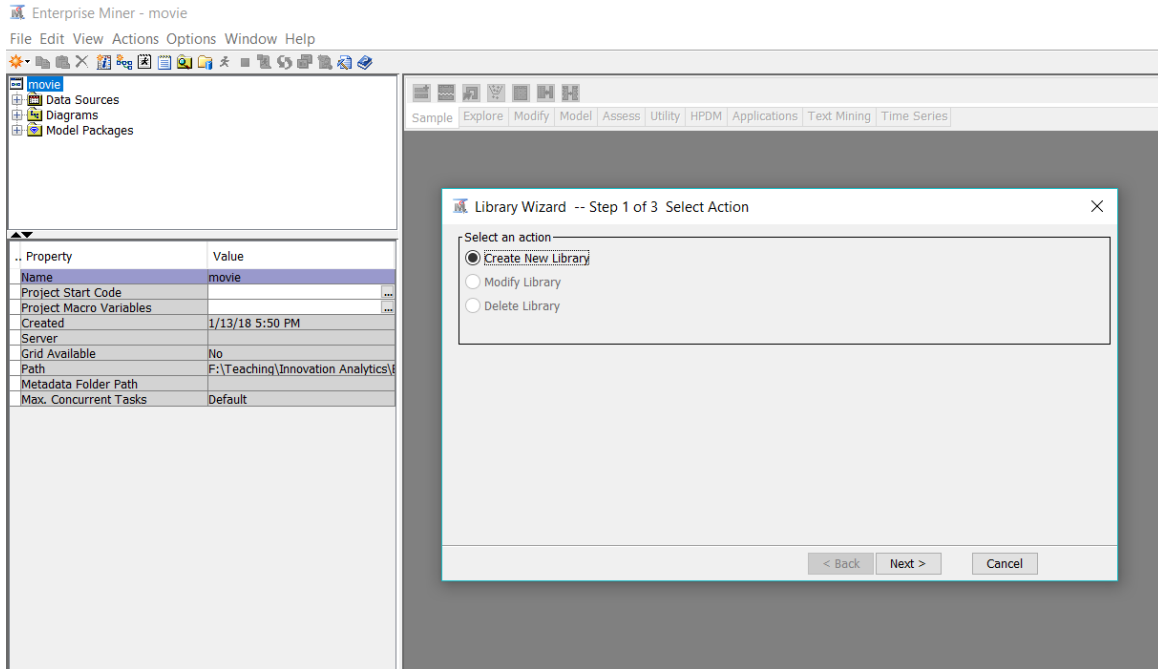 Enterprise Miner - movie
File Edit View Actions Options Window Help
movie
Data Sources
Diagrams
Model Packages
Sample Explore Modify Model Assess Utility HPDM Applications Text Mining Time Series
.. Property Value
Name movie
Project Start Code ...
Project Macro Variables ...
Created 1/13/18 5:50 PM
Server
Grid Available No
Path F:\Teaching\Innovation Analytics\
Metadata Folder Path
Max. Concurrent Tasks Default
Library Wizard -- Step 1 of 3 Select Action
Select an action
Create New Library
Modify Library
Delete Library
< Back Next > Cancel